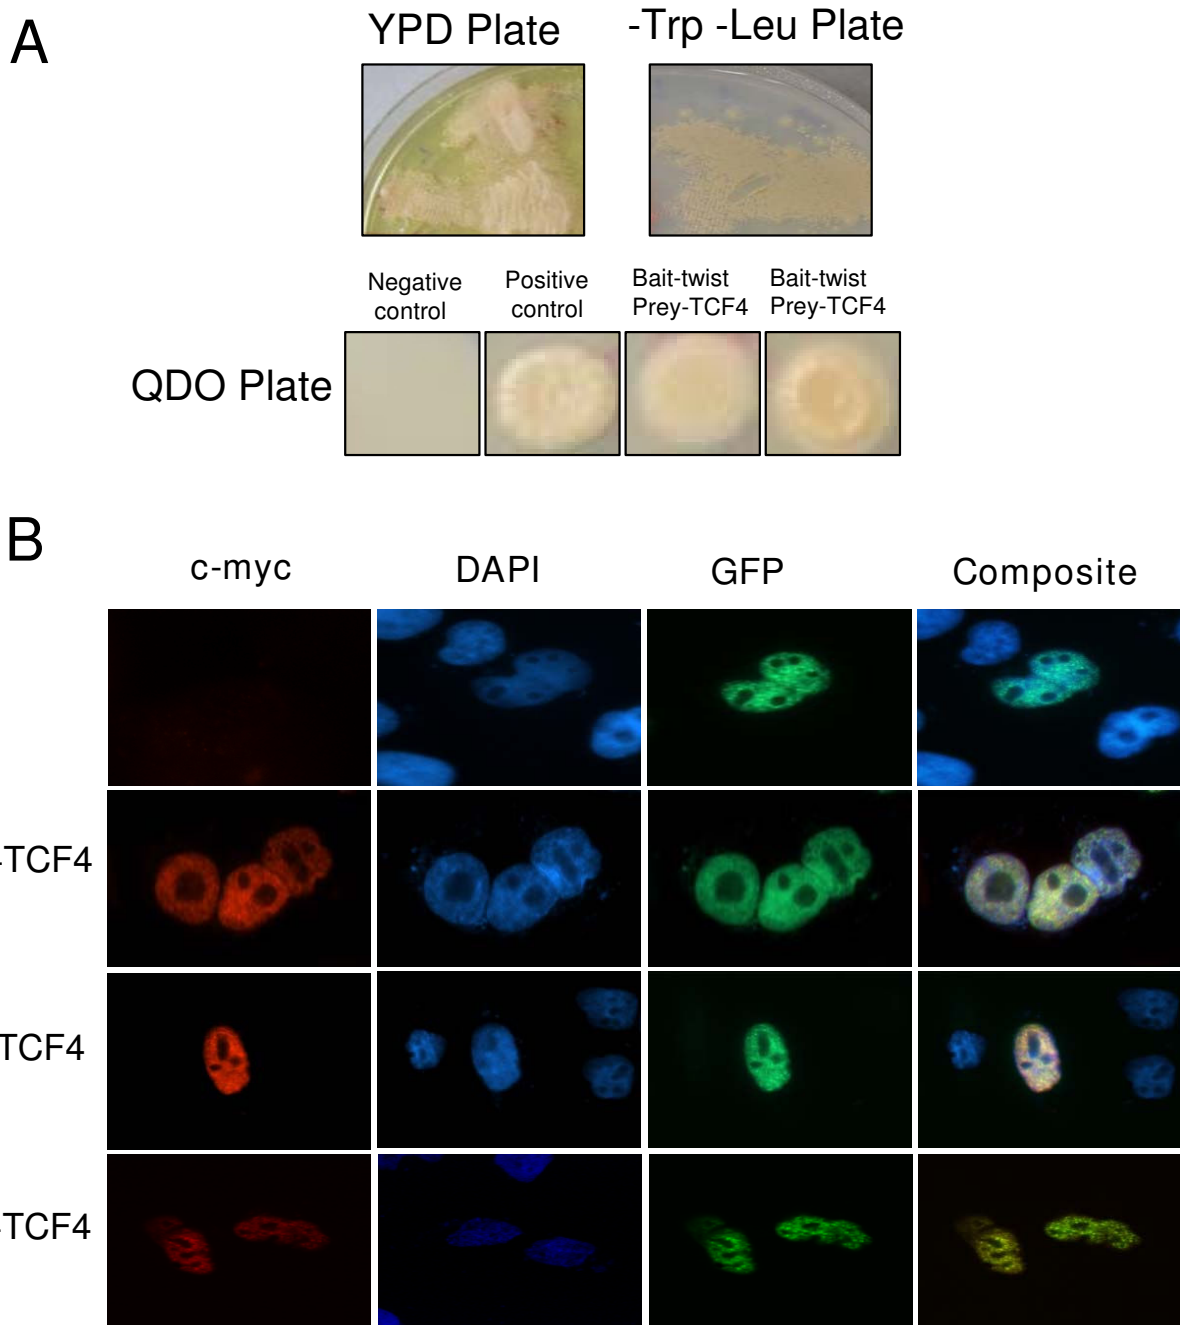 A
YPD Plate
-Trp -Leu Plate
Negative
control
Positive
control
Bait-twist
Prey-TCF4
Bait-twist
Prey-TCF4
QDO Plate
B
c-myc
DAPI
GFP
Composite
-TCF4
TCF4
-TCF4